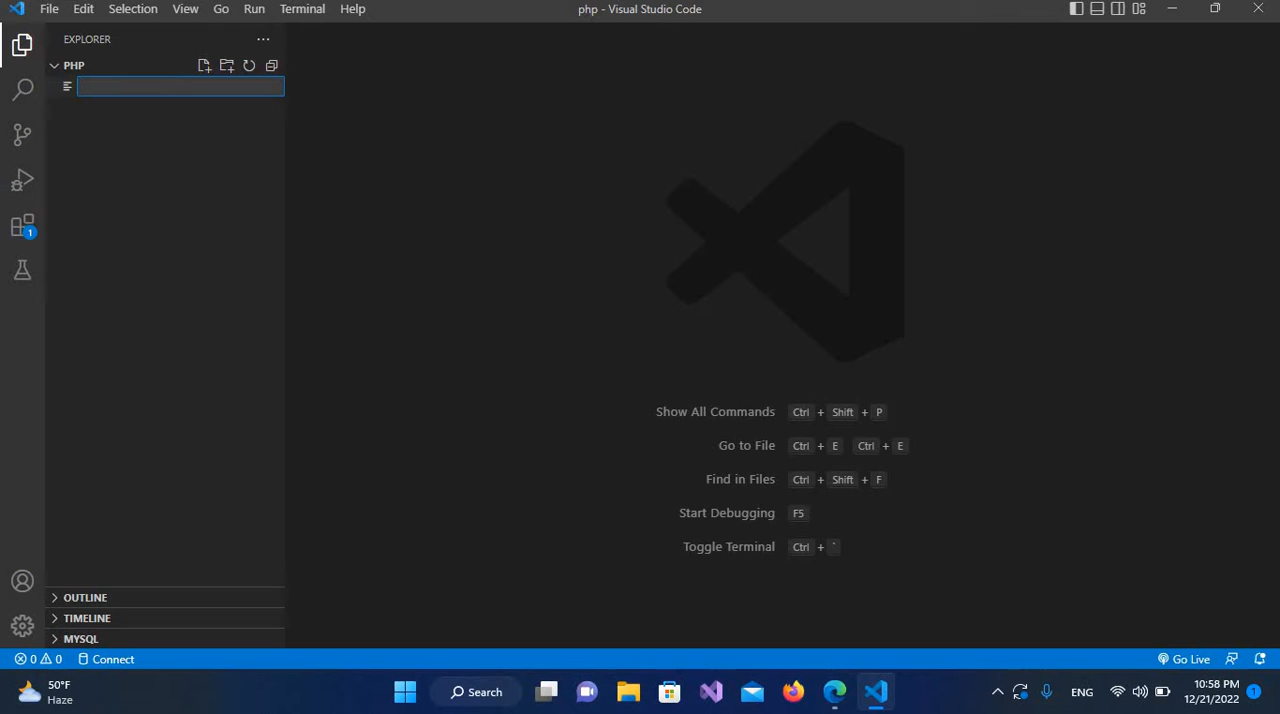 File Edit Selection View Go Run Terminal Help
php - Visual Studio Code
EXPLORER
PHP
Show All Commands Ctrl + Shift + P
Go to File Ctrl + E Ctrl + E
Find in Files Ctrl + Shift + F
Start Debugging F5
Toggle Terminal Ctrl + `
1
OUTLINE
TIMELINE
MYSQL
0 0 Connect
Go Live
50°F
Haze
Search
ENG
10:58 PM
12/21/2022
1